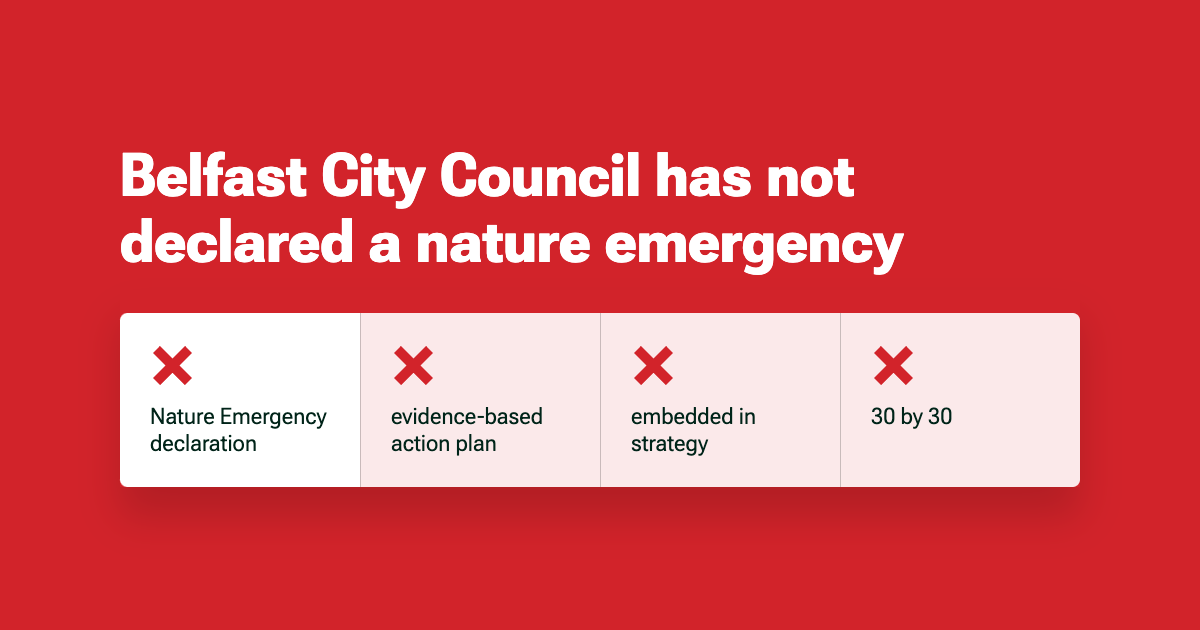 Belfast City Council has not
declared a nature emergency
Nature Emergency
declaration
evidence-based
action plan
embedded in
strategy
30 by 30